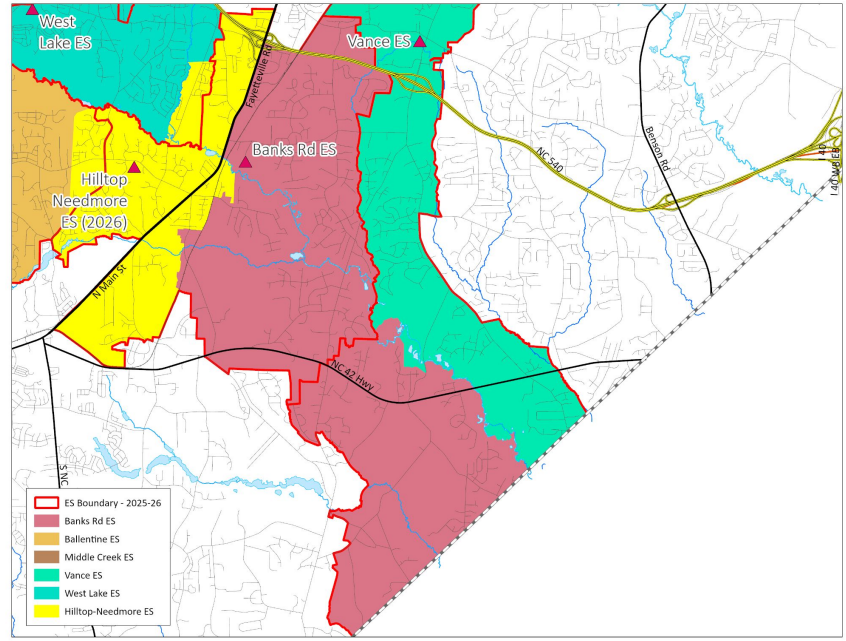 West
Lake ES
Vance ES
Fayetteville Rd
Banks Rd ES
Hilltop
Needmore
ES (2026)
NC 540
Benson Rd
I 40
I 40 WB EB
N Main St
NC 42 Hwy
S NC
ES Boundary - 2025-26
Banks Rd ES
Ballentine ES
Middle Creek ES
Vance ES
West Lake ES
Hilltop-Needmore ES